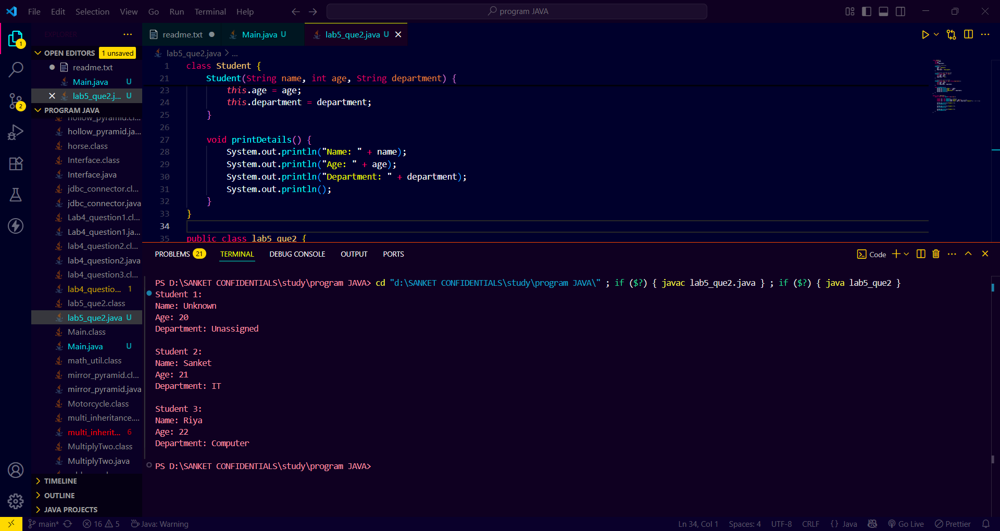 File Edit Selection View Go Run Terminal Help
program JAVA
EXPLORER
readme.txt
Main.java U
lab5_que2.java U
OPEN EDITORS 1 unsaved
readme.txt
Main.java U
lab5_que2.j... U
PROGRAM JAVA
hollow_pyramid.cl...
hollow_pyramid.ja...
horse.class
Interface.class
Interface.java
jdbc_connector.cl...
jdbc_connector.java
Lab4_question1.cl...
Lab4_question1.ja...
lab4_question2.cl...
lab4_question2.java
lab4_question3.cl...
lab4_questio... 1
lab5_que2.class
lab5_que2.java U
Main.class
Main.java U
math_util.class
mirror_pyramid.cl...
mirror_pyramid.java
Motorcycle.class
multi_inheritance....
multi_inherit... 6
MultiplyTwo.class
MultiplyTwo.java
TIMELINE
OUTLINE
JAVA PROJECTS
1
2
lab5_que2.java > ...
1 class Student {
21 Student(String name, int age, String department) {
23 this.age = age;
24 this.department = department;
25 }
26
27 void printDetails() {
28 System.out.println("Name: " + name);
29 System.out.println("Age: " + age);
30 System.out.println("Department: " + department);
31 System.out.println();
32 }
33 }
34
35 public class lab5_que2 {
PROBLEMS 21 TERMINAL DEBUG CONSOLE OUTPUT PORTS
Code
PS D:\SANKET CONFIDENTIALS\study\program JAVA> cd "d:\SANKET CONFIDENTIALS\study\program JAVA\" ; if ($?) { javac lab5_que2.java } ; if ($?) { java lab5_que2 }
Student 1:
Name: Unknown
Age: 20
Department: Unassigned
Student 2:
Name: Sanket
Age: 21
Department: IT
Student 3:
Name: Riya
Age: 22
Department: Computer
PS D:\SANKET CONFIDENTIALS\study\program JAVA>
main* 16 5 Java: Warning
Ln 34, Col 1 Spaces: 4 UTF-8 CRLF {} Java Go Live Prettier